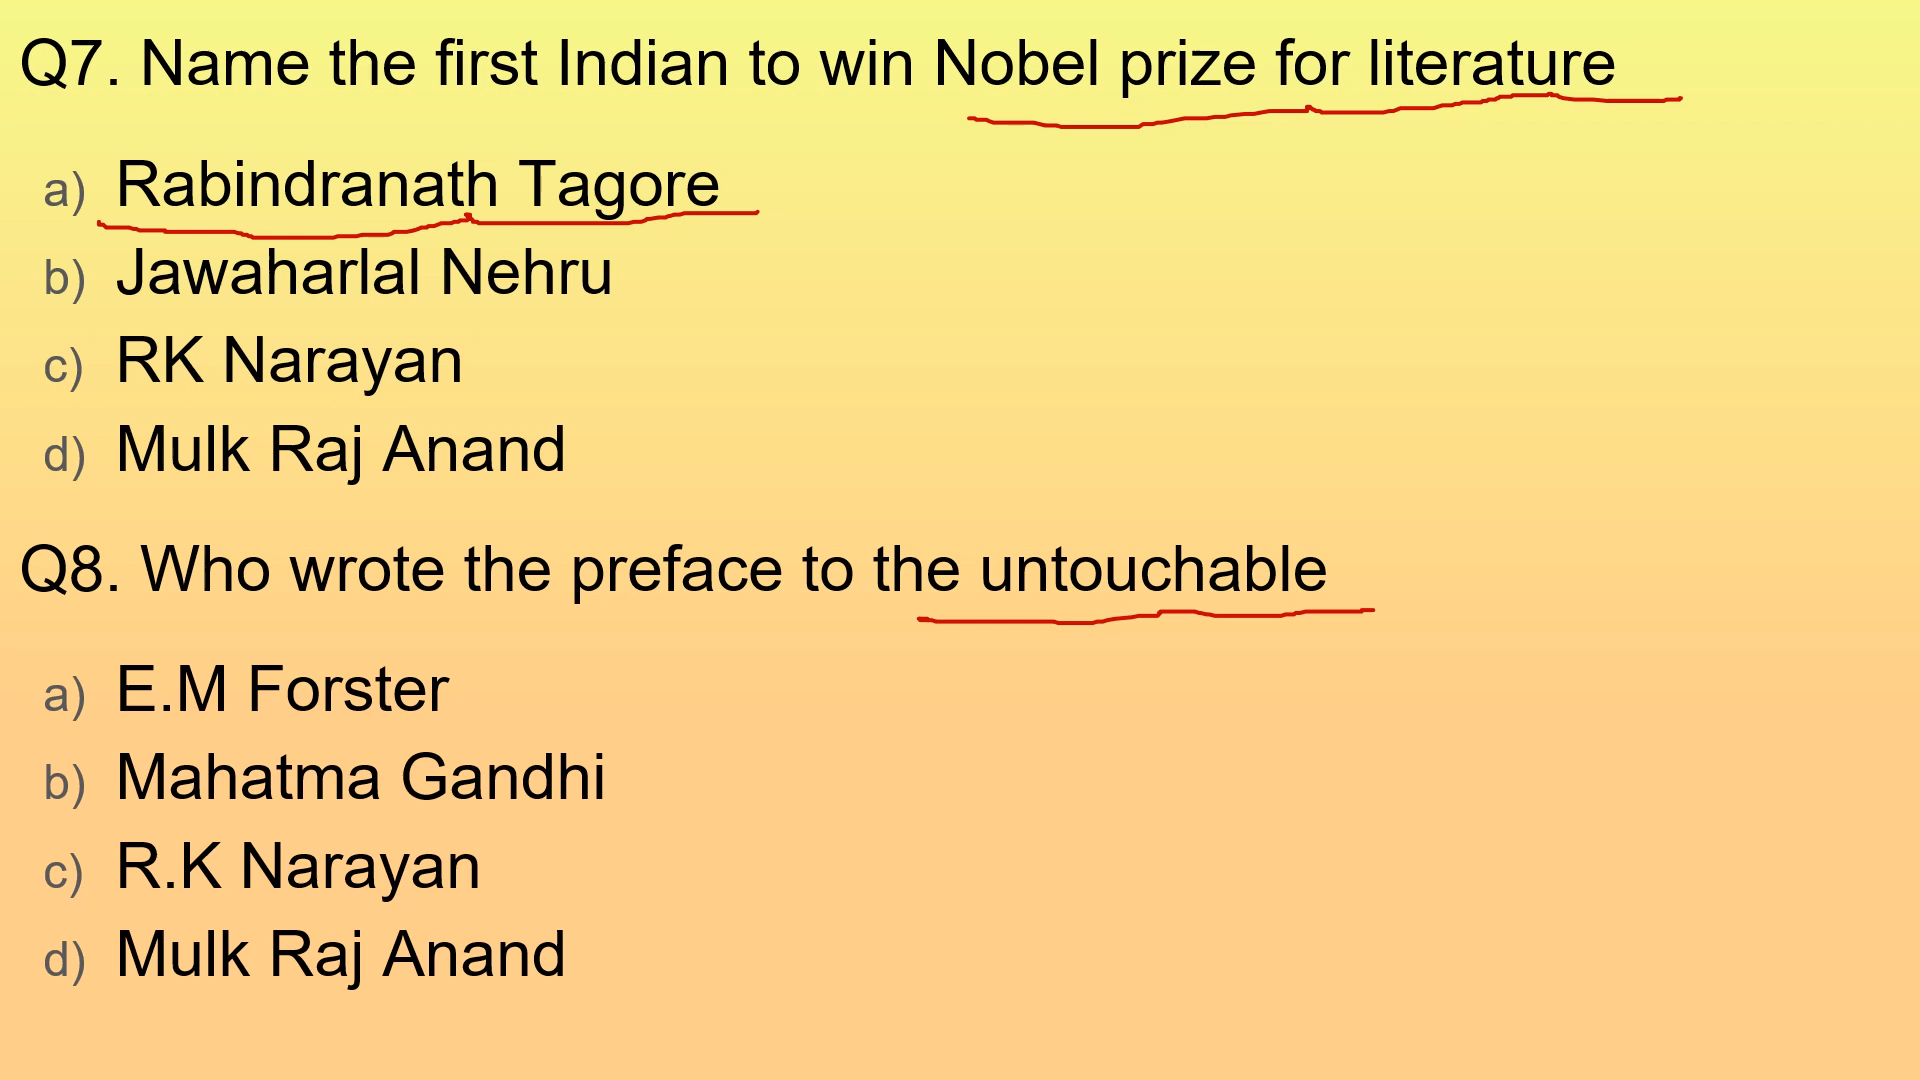 Q7. Name the first Indian to win Nobel prize for literature
a) Rabindranath Tagore
b) Jawaharlal Nehru
c) RK Narayan
d) Mulk Raj Anand
Q8. Who wrote the preface to the untouchable
a) E.M Forster
b) Mahatma Gandhi
c) R.K Narayan
d) Mulk Raj Anand